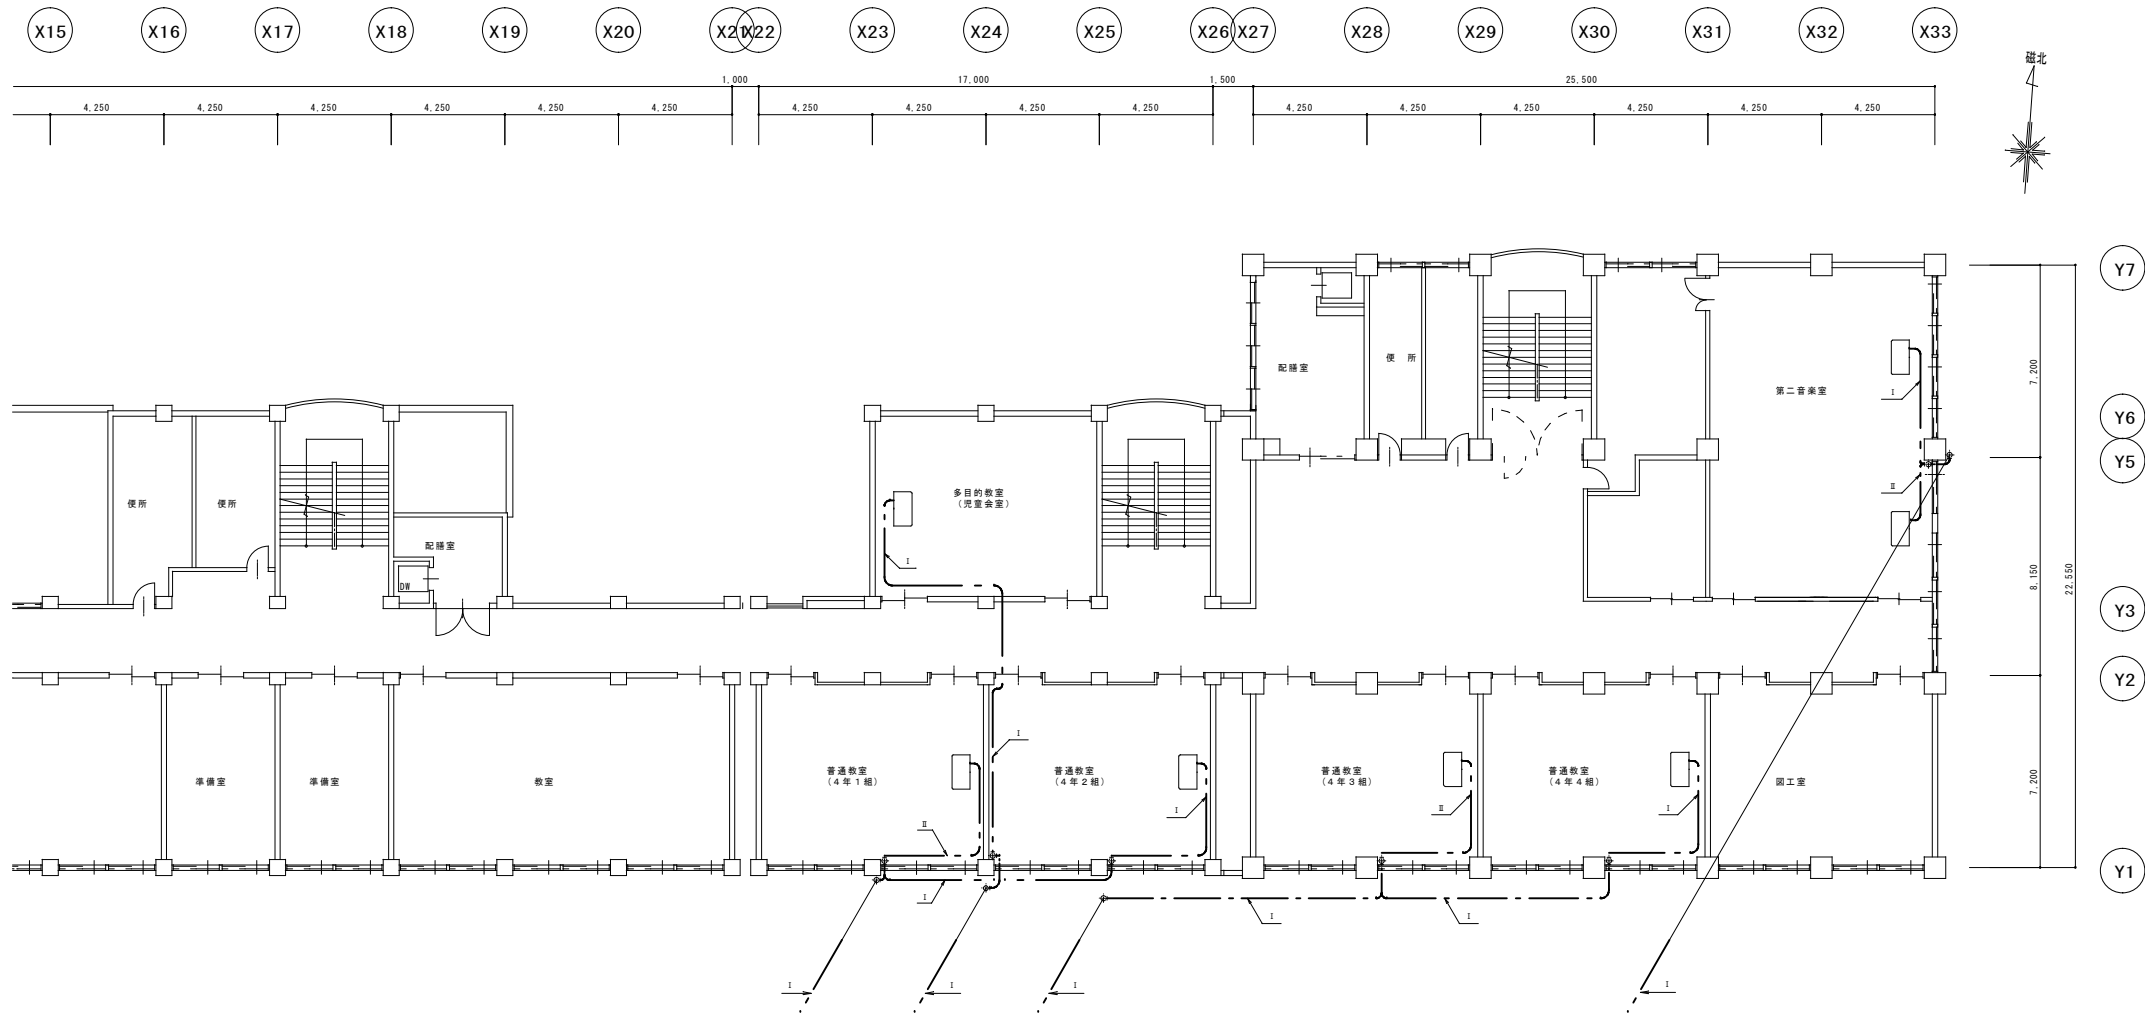 X15 X16 X17 X18 X19 X20 X21 X22 X23 X24 X25 X26 X27 X28 X29 X30 X31 X32 X33
磁北
1,000 17,000 1,500 25,500
4,250 4,250 4,250 4,250 4,250 4,250 4,250 4,250 4,250 4,250 4,250 4,250 4,250 4,250 4,250 4,250
Y7
配膳室
便 所
第二音楽室
I
7,200
Y6
Y5
便所
便所
配膳室
DW
多目的教室
(児童会室)
I
II
8,150
22,550
Y3
Y2
I
準備室
準備室
教室
普通教室
(4年1組)
普通教室
(4年2組)
普通教室
(4年3組)
普通教室
(4年4組)
図工室
7,200
II
I
II
I
Y1
I
I
I
I
I
I
I